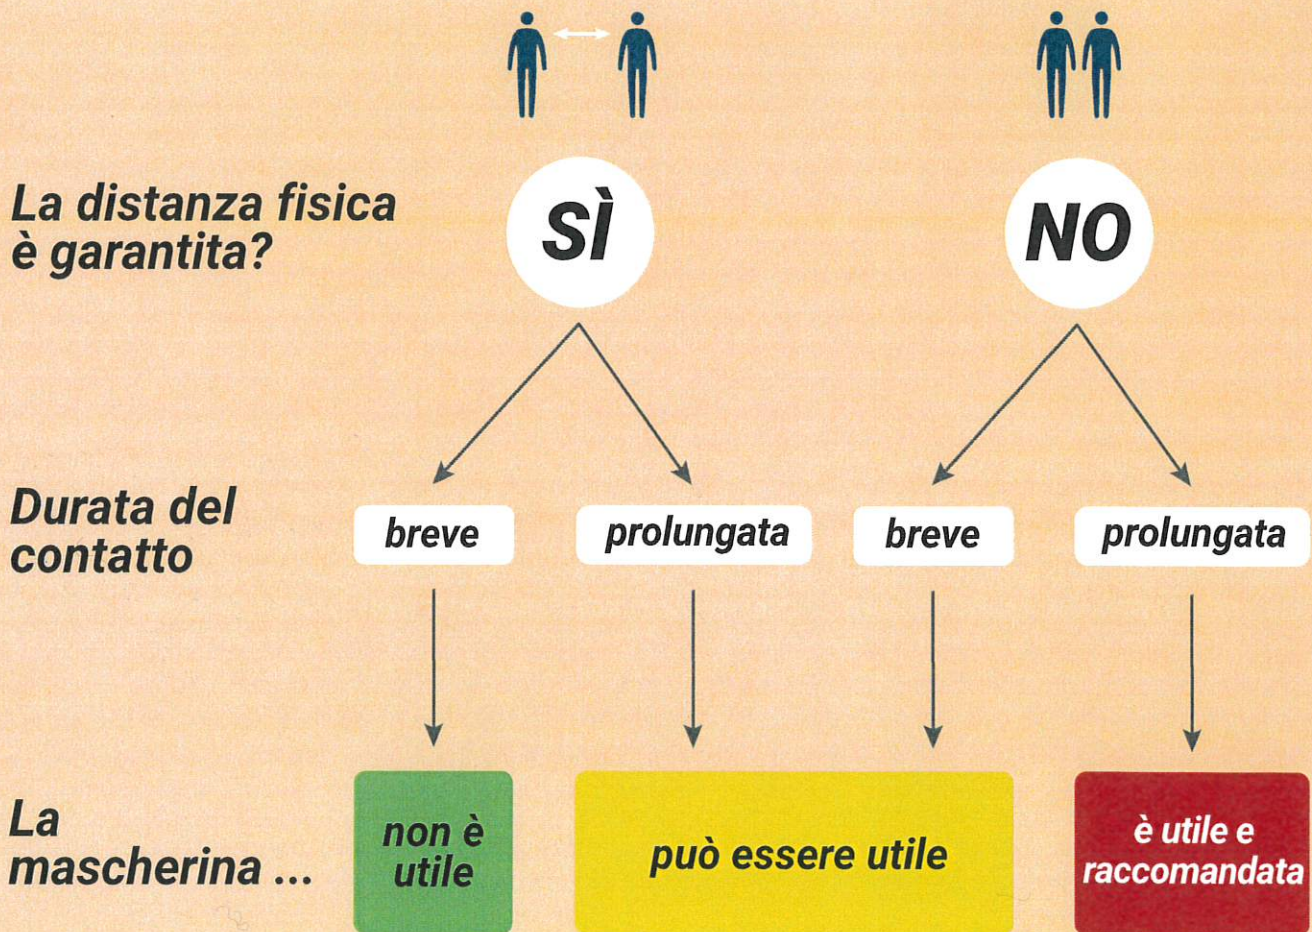 La distanza fisica
è garantita?
SÌ
NO
Durata del
contatto
breve
prolungata
breve
prolungata
La
mascherina ...
non è
utile
può essere utile
è utile e
raccomandata